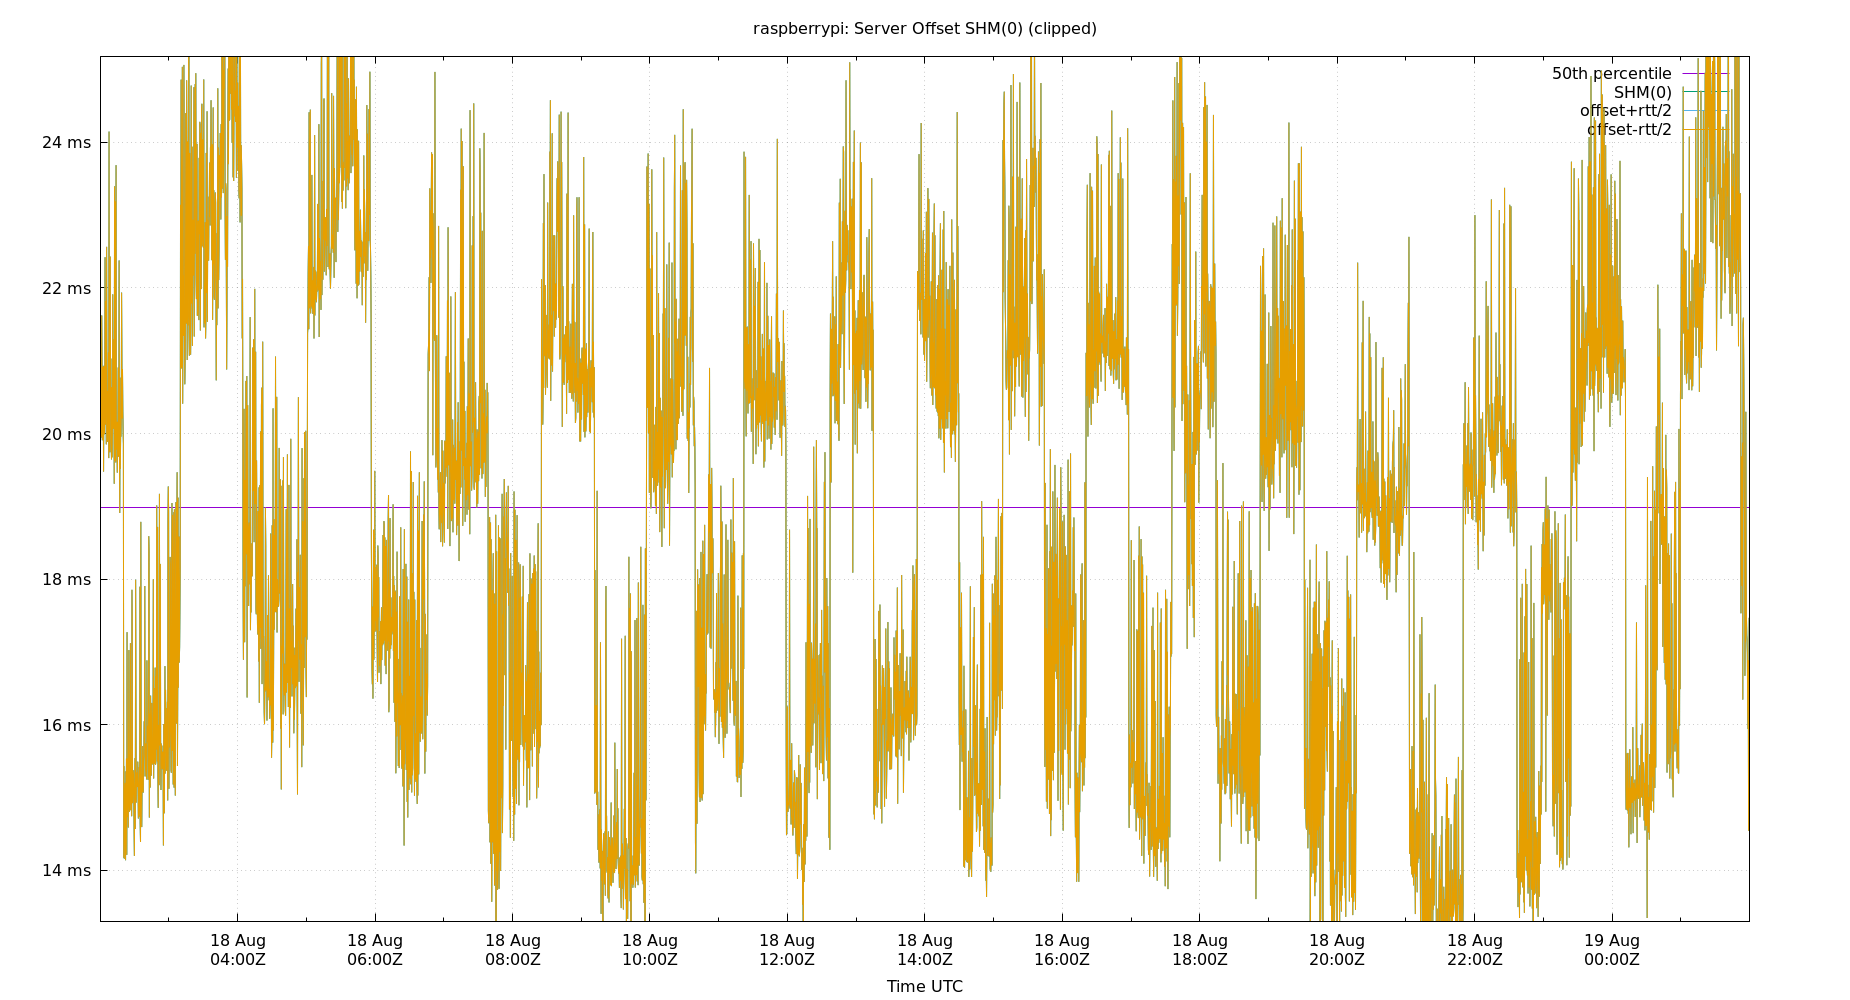 raspberrypi: Server Offset SHM(0) (clipped)
50th percentile
SHM(0)
offset+rtt/2
offset-rtt/2
24 ms
22 ms
20 ms
18 ms
16 ms
14 ms
18 Aug 18 Aug 18 Aug 18 Aug 18 Aug 18 Aug 18 Aug 18 Aug 18 Aug 18 Aug 19 Aug
04:00Z 06:00Z 08:00Z 10:00Z 12:00Z 14:00Z 16:00Z 18:00Z 20:00Z 22:00Z 00:00Z
Time UTC